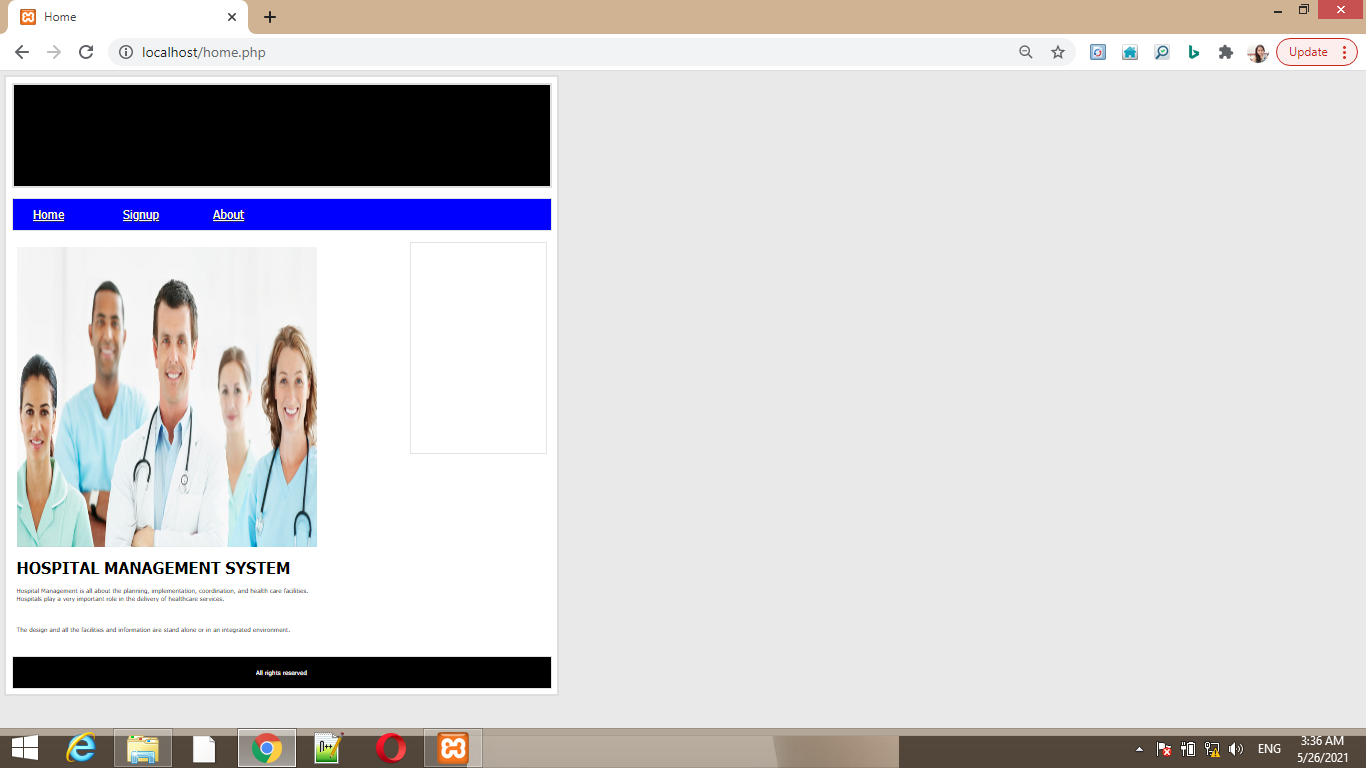 Home
localhost/home.php
Update
Home Signup About
HOSPITAL MANAGEMENT SYSTEM
Hospital Management is all about the planning, implementation, coordination, and health care facilities.
Hospitals play a very important role in the delivery of healthcare services.
The design and all the facilities and information are stand alone or in an integrated environment.
All rights reserved
ENG
3:36 AM
5/26/2021